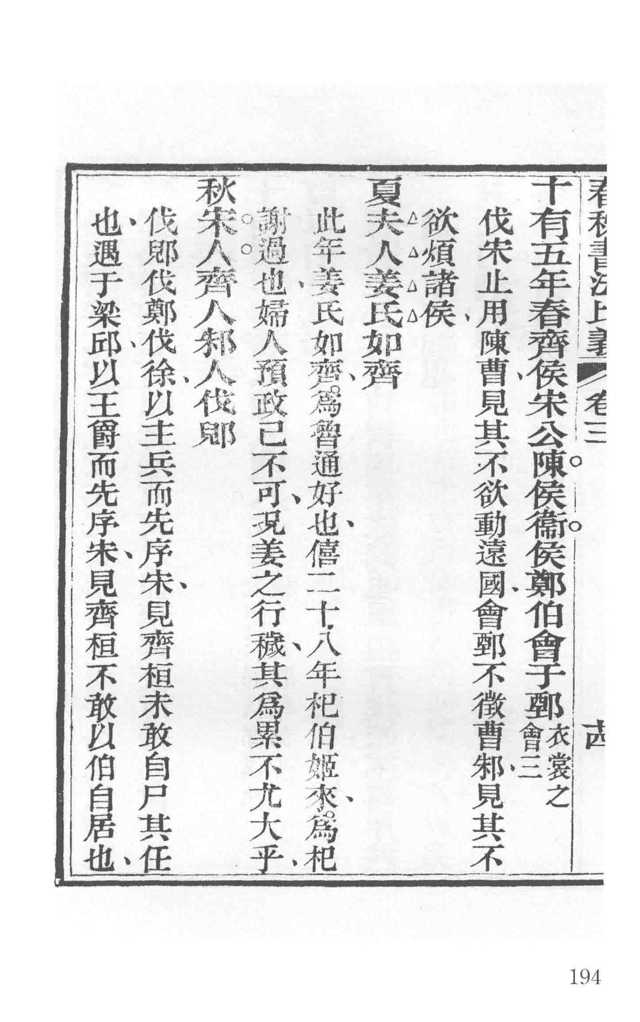 春秋書法比義 卷三
十有五年春齊侯宋公陳侯衞侯鄭伯會于鄄衣裳之會三
伐宋止用陳曹見其不欲動遠國會鄄不徵曹邾見其不
欲煩諸侯
夏夫人姜氏如齊
此年姜氏如齊為魯通好也僖二十八年杞伯姬來為杞
謝過也婦人預政已不可況姜之行穢其為累不尤大乎
秋宋人齊人邾人伐郳
伐郳伐鄭伐徐以主兵而先序宋見齊桓未敢自尸其任
也遇于梁邱以王爵而先序宋見齊桓不敢以伯自居也
194